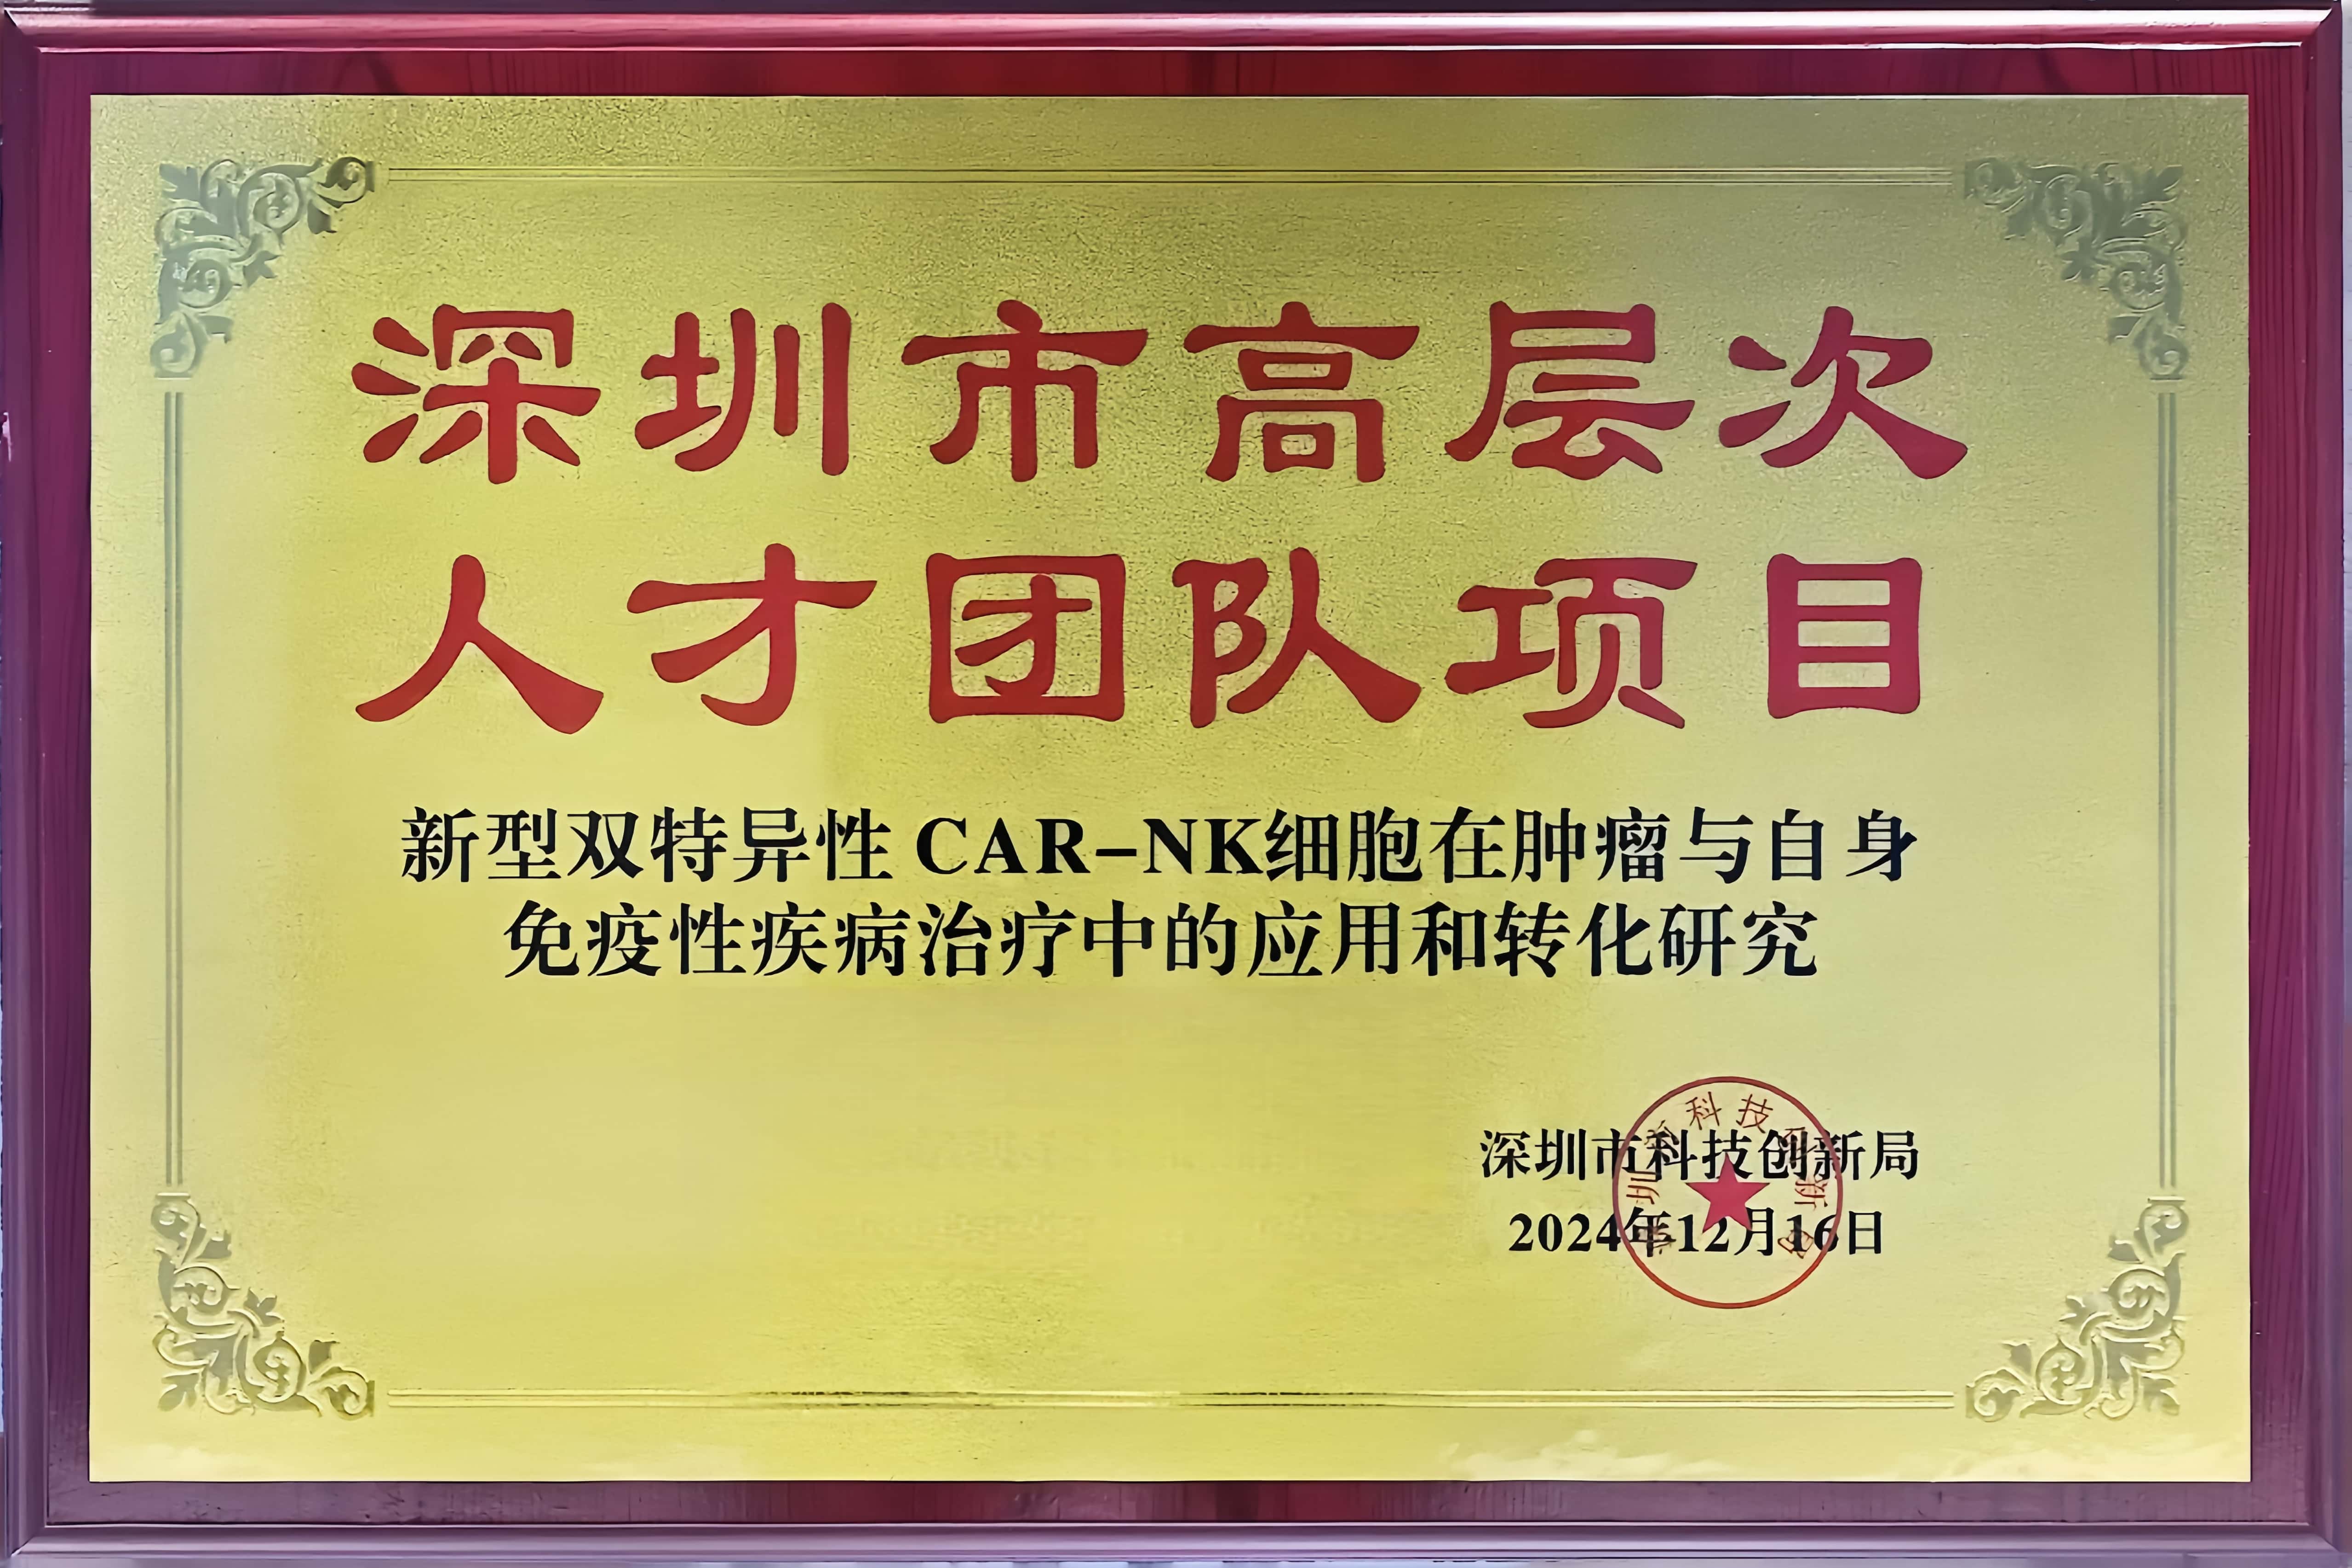 深圳市高层次
人才团队项目
新型双特异性CAR-NK细胞在肿瘤与自身
免疫性疾病治疗中的应用和转化研究
深圳市科技创新局
2024年12月16日